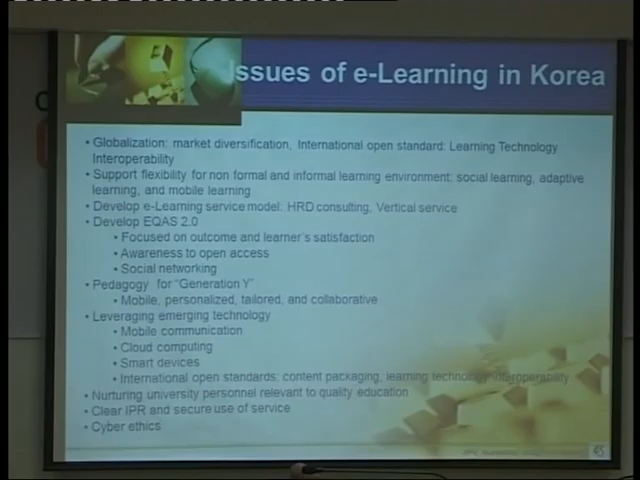 Issues of e-Learning in Korea
• Globalization: market diversification, International open standard: Learning Technology
Interoperability
• Support flexibility for non formal and informal learning environment: social learning, adaptive
learning, and mobile learning
• Develop e-Learning service model: HRD consulting, Vertical service
• Develop EQAS 2.0
• Focused on outcome and learner's satisfaction
• Awareness to open access
• Social networking
• Pedagogy for "Generation Y"
• Mobile, personalized, tailored, and collaborative
• Leveraging emerging technology
• Mobile communication
• Cloud computing
• Smart devices
• International open standards: content packaging, learning technology interoperability
• Nurturing university personnel relevant to quality education
• Clear IPR and secure use of service
• Cyber ethics